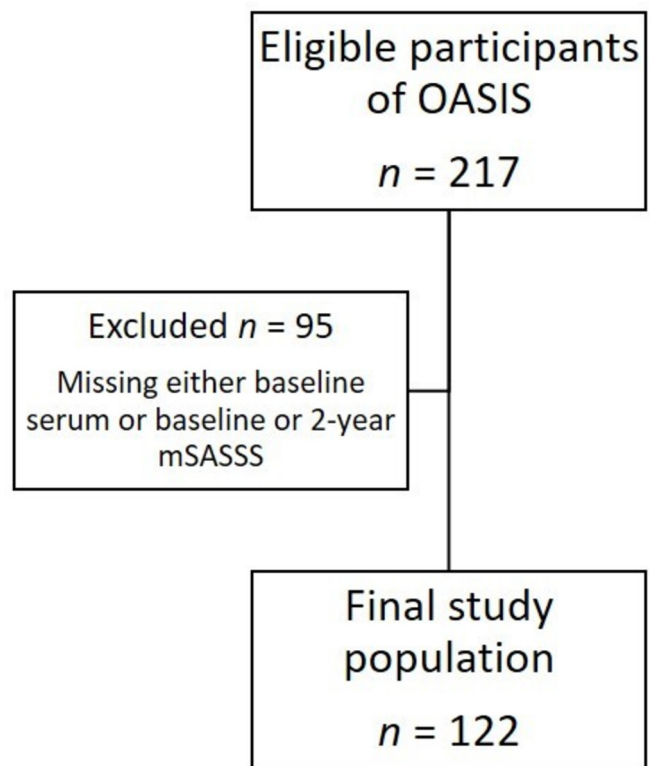 Eligible participants
of OASIS
n = 217
Excluded n = 95
Missing either baseline
serum or baseline or 2-year
mSASSS
Final study
population
n = 122